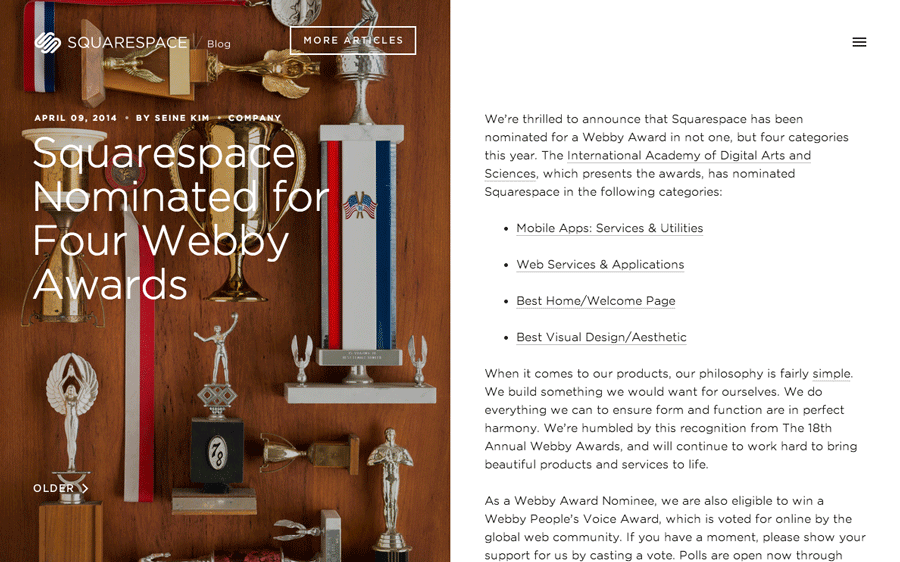 SQUARESPACE Blog
MORE ARTICLES
APRIL 09, 2014 • BY SEINE KIM • COMPANY
Squarespace
Nominated for
Four Webby
Awards
78
OLDER
We're thrilled to announce that Squarespace has been
nominated for a Webby Award in not one, but four categories
this year. The International Academy of Digital Arts and
Sciences, which presents the awards, has nominated
Squarespace in the following categories:
• Mobile Apps: Services & Utilities
• Web Services & Applications
• Best Home/Welcome Page
• Best Visual Design/Aesthetic
When it comes to our products, our philosophy is fairly simple.
We build something we would want for ourselves. We do
everything we can to ensure form and function are in perfect
harmony. We're humbled by this recognition from The 18th
Annual Webby Awards, and will continue to work hard to bring
beautiful products and services to life.
As a Webby Award Nominee, we are also eligible to win a
Webby People's Voice Award, which is voted for online by the
global web community. If you have a moment, please show your
support for us by casting a vote. Polls are open now through